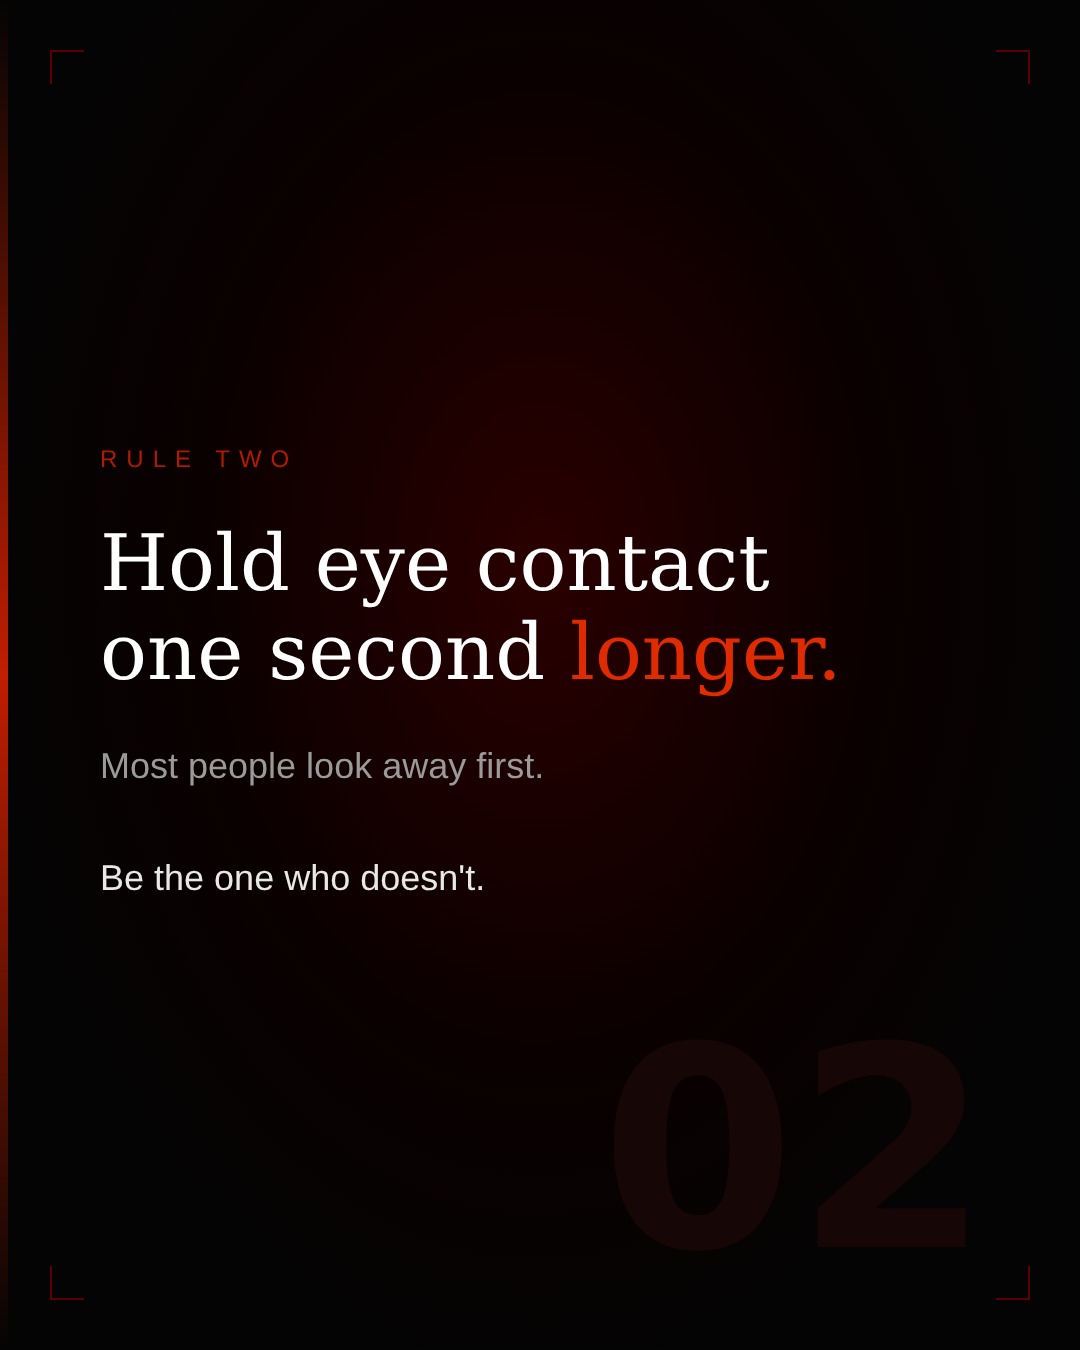 RULE TWO
Hold eye contact
one second longer.
Most people look away first.
Be the one who doesn't.
02